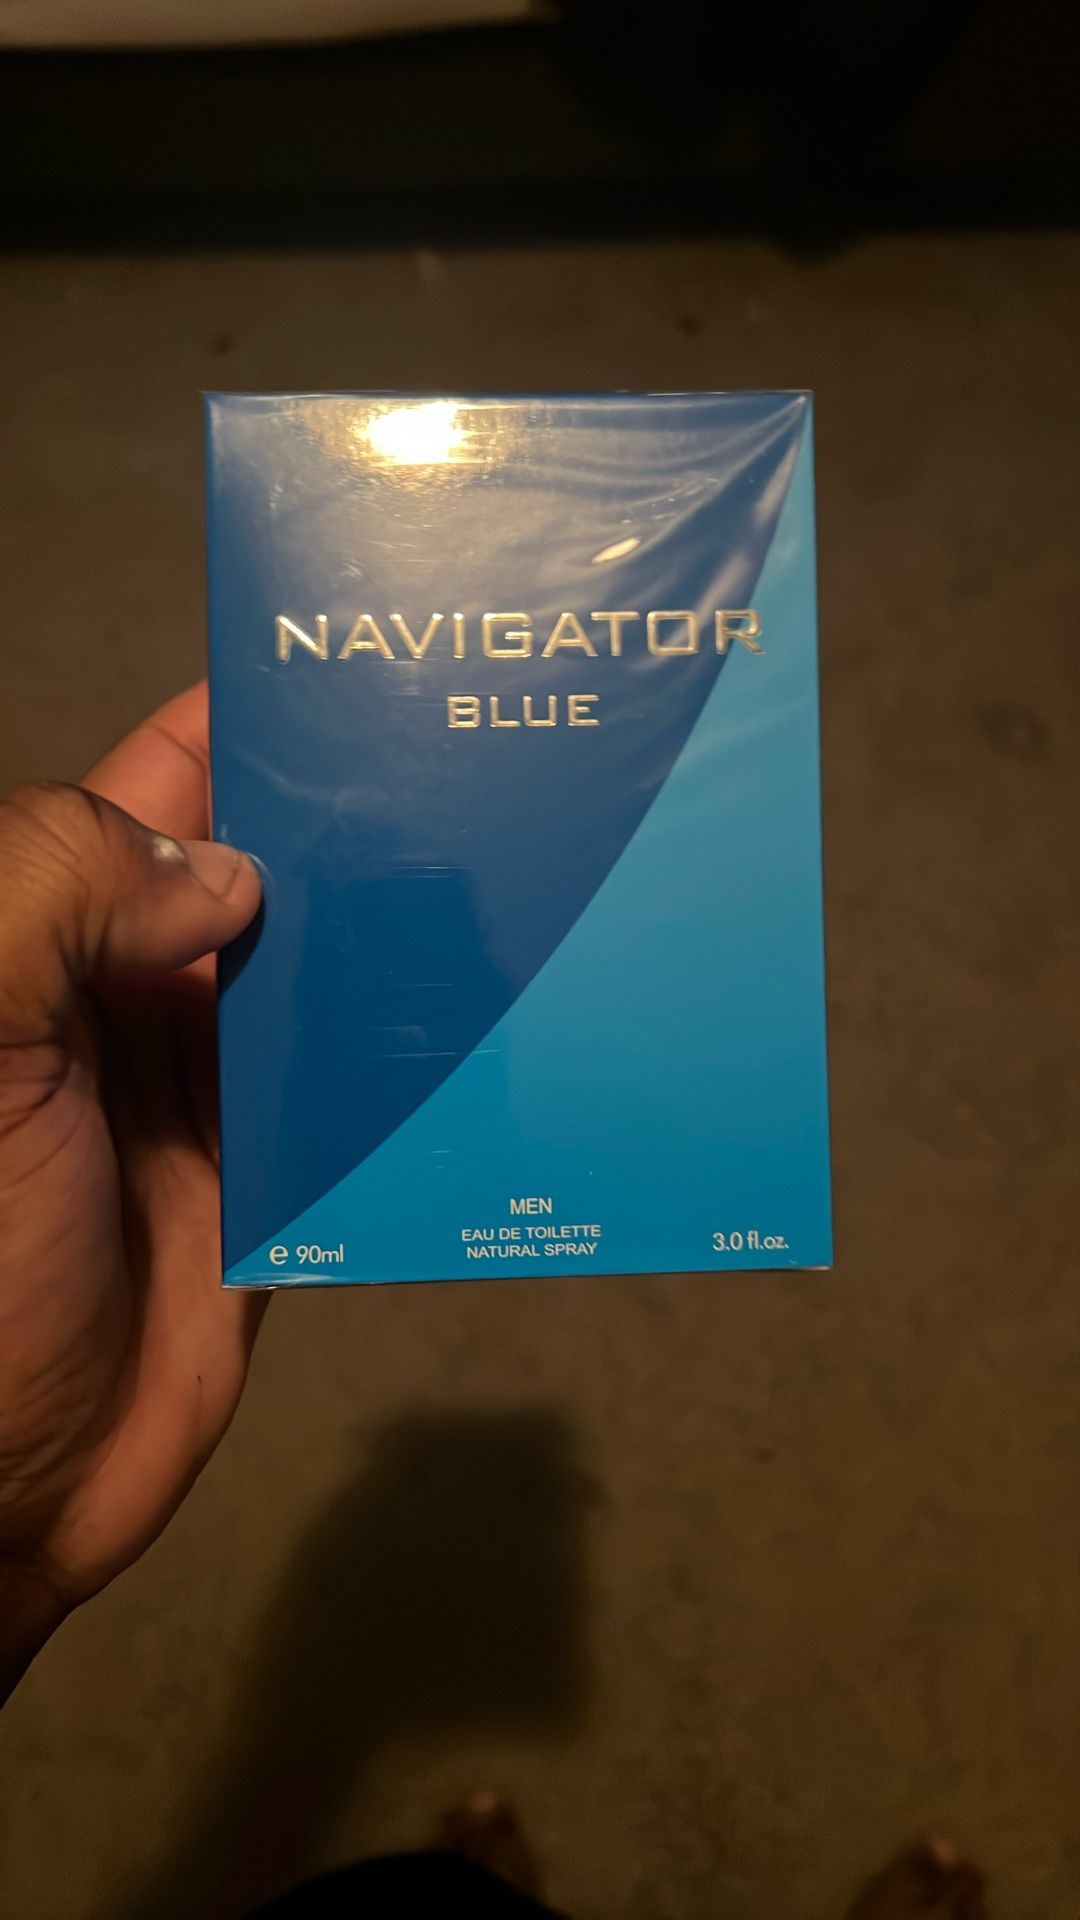 NAVIGATOR
BLUE
MEN
EAU DE TOILETTE
NATURAL SPRAY
e 90ml
3.0 fl.oz.